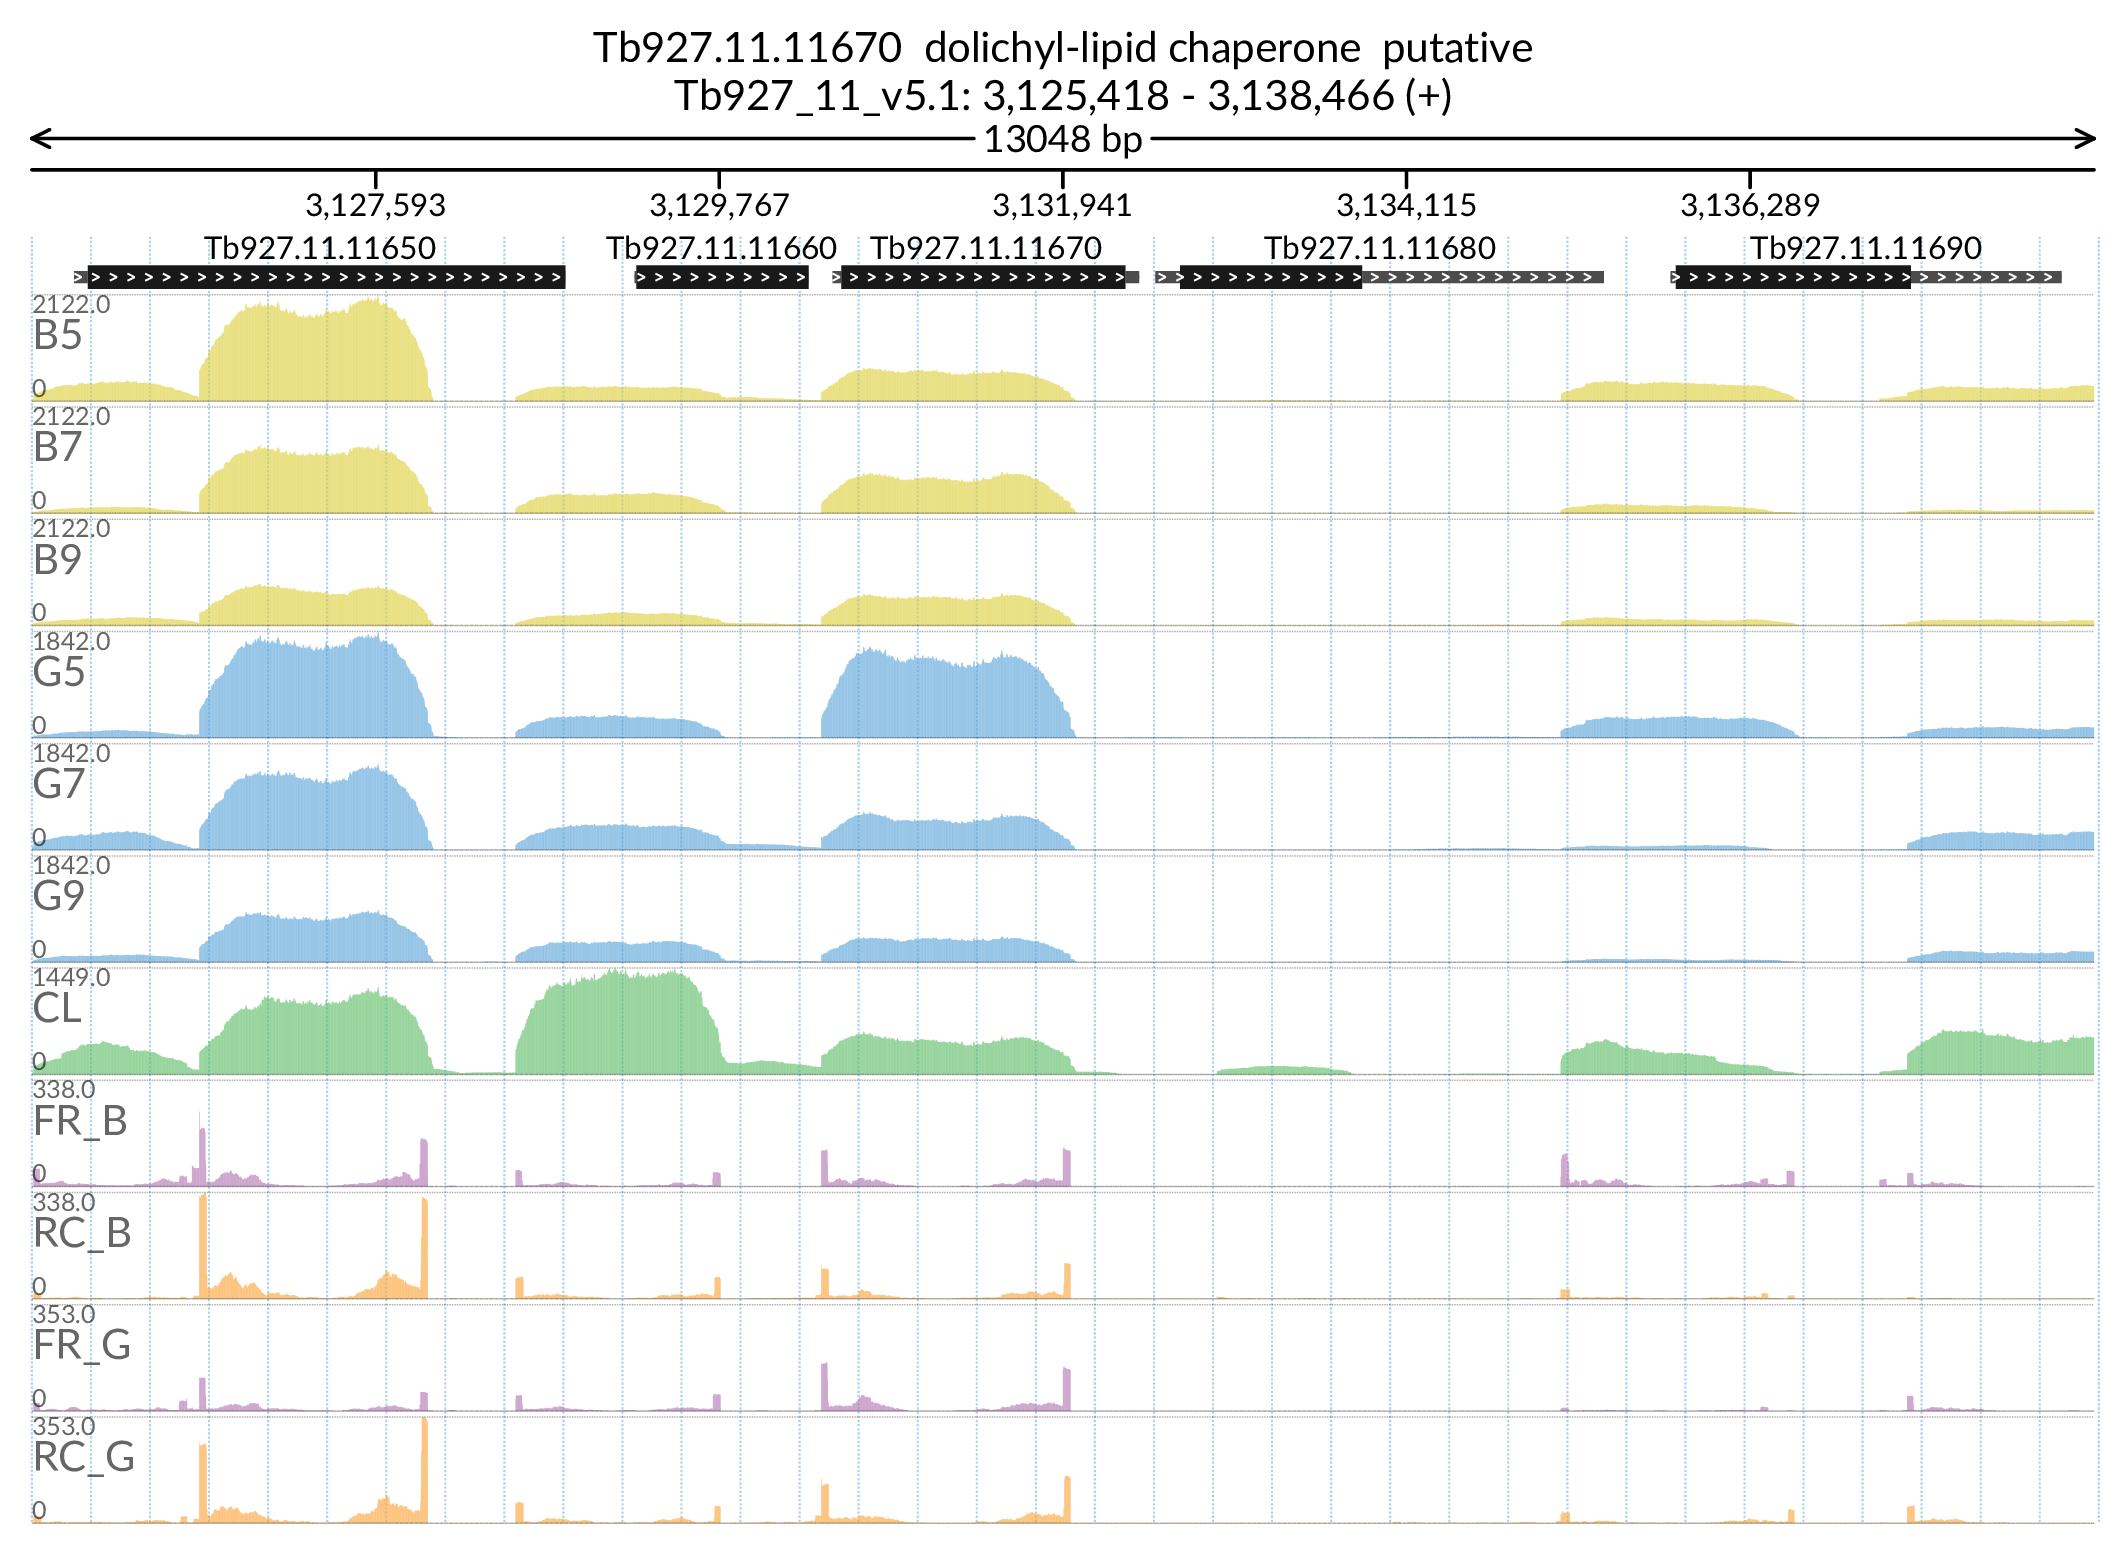 Tb927.11.11670 dolichyl-lipid chaperone putative
Tb927_11_v5.1: 3,125,418 - 3,138,466 (+)
13048 bp
3,127,593 3,129,767 3,131,941 3,134,115 3,136,289
Tb927.11.11650 Tb927.11.11660 Tb927.11.11670 Tb927.11.11680 Tb927.11.11690
2122.0
B5
0
2122.0
B7
0
2122.0
B9
0
1842.0
G5
0
1842.0
G7
0
1842.0
G9
0
1449.0
CL
0
338.0
FR_B
0
338.0
RC_B
0
353.0
FR_G
0
353.0
RC_G
0